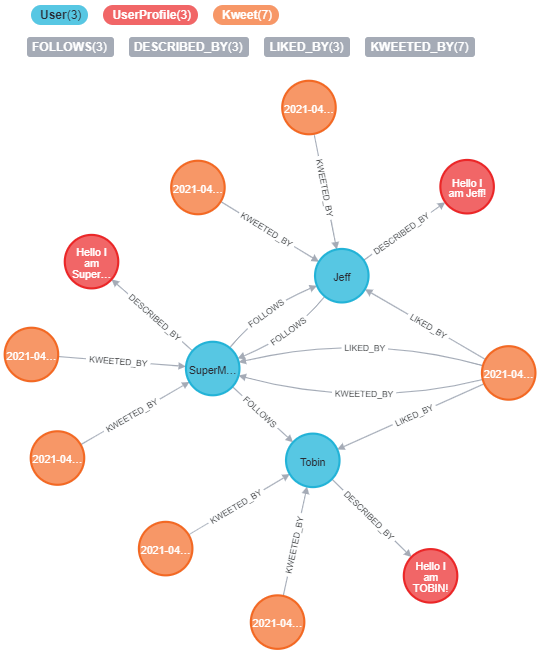 User(3) UserProfile(3) Kweet(7)
FOLLOWS(3) DESCRIBED_BY(3) LIKED_BY(3) KWEETED_BY(7)
2021-04…
KWEETED_BY
2021-04…
KWEETED_BY
Hello I
am Jeff!
DESCRIBED_BY
Hello I
am
Super…
DESCRIBED_BY
Jeff
FOLLOWS
FOLLOWS
LIKED_BY
2021-04…
KWEETED_BY
SuperM…
LIKED_BY
KWEETED_BY
2021-04…
LIKED_BY
FOLLOWS
KWEETED_BY
2021-04…
Tobin
KWEETED_BY
2021-04…
KWEETED_BY
2021-04…
DESCRIBED_BY
Hello I
am
TOBIN!